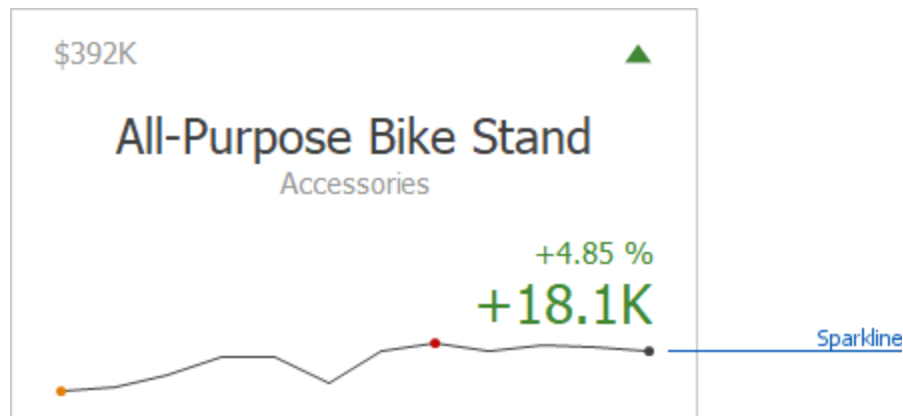 $392K
All-Purpose Bike Stand
Accessories
+4.85 %
+18.1K
Sparkline